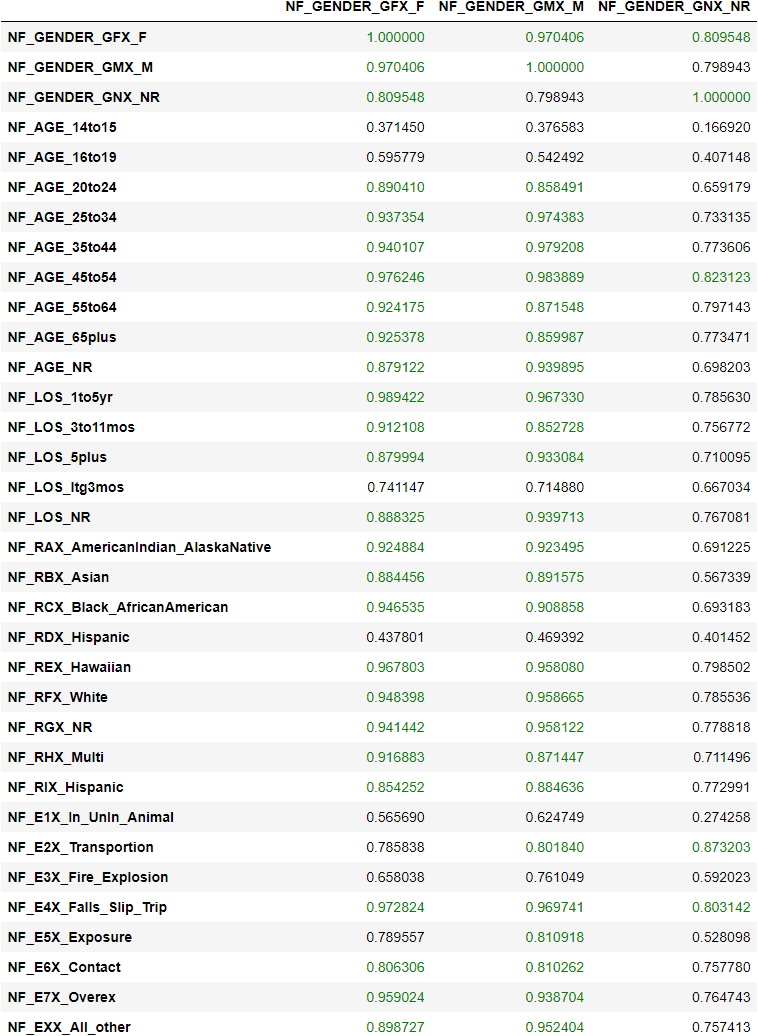 NF_GENDER_GFX_F NF_GENDER_GMX_M NF_GENDER_GNX_NR
NF_GENDER_GFX_F 1.000000 0.970406 0.809548
NF_GENDER_GMX_M 0.970406 1.000000 0.798943
NF_GENDER_GNX_NR 0.809548 0.798943 1.000000
NF_AGE_14to15 0.371450 0.376583 0.166920
NF_AGE_16to19 0.595779 0.542492 0.407148
NF_AGE_20to24 0.890410 0.858491 0.659179
NF_AGE_25to34 0.937354 0.974383 0.733135
NF_AGE_35to44 0.940107 0.979208 0.773606
NF_AGE_45to54 0.976246 0.983889 0.823123
NF_AGE_55to64 0.924175 0.871548 0.797143
NF_AGE_65plus 0.925378 0.859987 0.773471
NF_AGE_NR 0.879122 0.939895 0.698203
NF_LOS_1to5yr 0.989422 0.967330 0.785630
NF_LOS_3to11mos 0.912108 0.852728 0.756772
NF_LOS_5plus 0.879994 0.933084 0.710095
NF_LOS_ltg3mos 0.741147 0.714880 0.667034
NF_LOS_NR 0.888325 0.939713 0.767081
NF_RAX_AmericanIndian_AlaskaNative 0.924884 0.923495 0.691225
NF_RBX_Asian 0.884456 0.891575 0.567339
NF_RCX_Black_AfricanAmerican 0.946535 0.908858 0.693183
NF_RDX_Hispanic 0.437801 0.469392 0.401452
NF_REX_Hawaiian 0.967803 0.958080 0.798502
NF_RFX_White 0.948398 0.958665 0.785536
NF_RGX_NR 0.941442 0.958122 0.778818
NF_RHX_Multi 0.916883 0.871447 0.711496
NF_RIX_Hispanic 0.854252 0.884636 0.772991
NF_E1X_In_UnIn_Animal 0.565690 0.624749 0.274258
NF_E2X_Transportion 0.785838 0.801840 0.873203
NF_E3X_Fire_Explosion 0.658038 0.761049 0.592023
NF_E4X_Falls_Slip_Trip 0.972824 0.969741 0.803142
NF_E5X_Exposure 0.789557 0.810918 0.528098
NF_E6X_Contact 0.806306 0.810262 0.757780
NF_E7X_Overex 0.959024 0.938704 0.764743
NF_EXX_All_other 0.898727 0.952404 0.757413